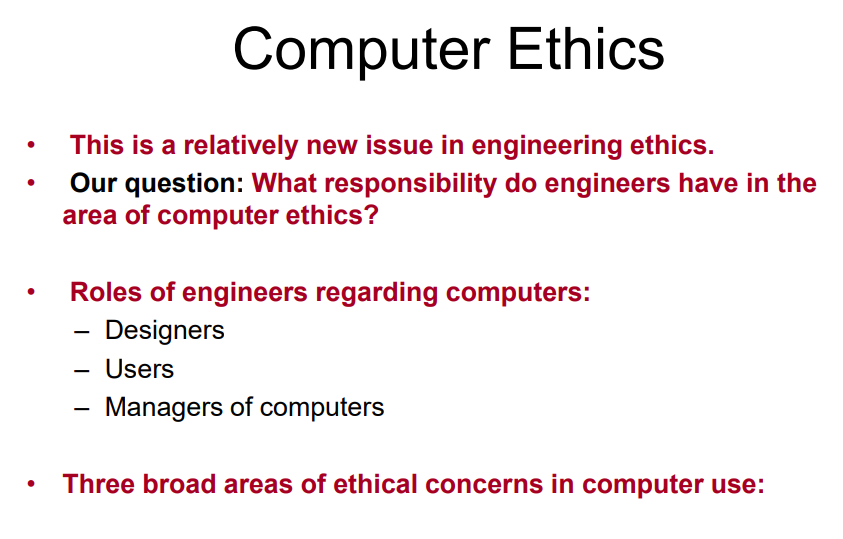 Computer Ethics
• This is a relatively new issue in engineering ethics.
• Our question: What responsibility do engineers have in the
area of computer ethics?
• Roles of engineers regarding computers:
– Designers
– Users
– Managers of computers
• Three broad areas of ethical concerns in computer use: